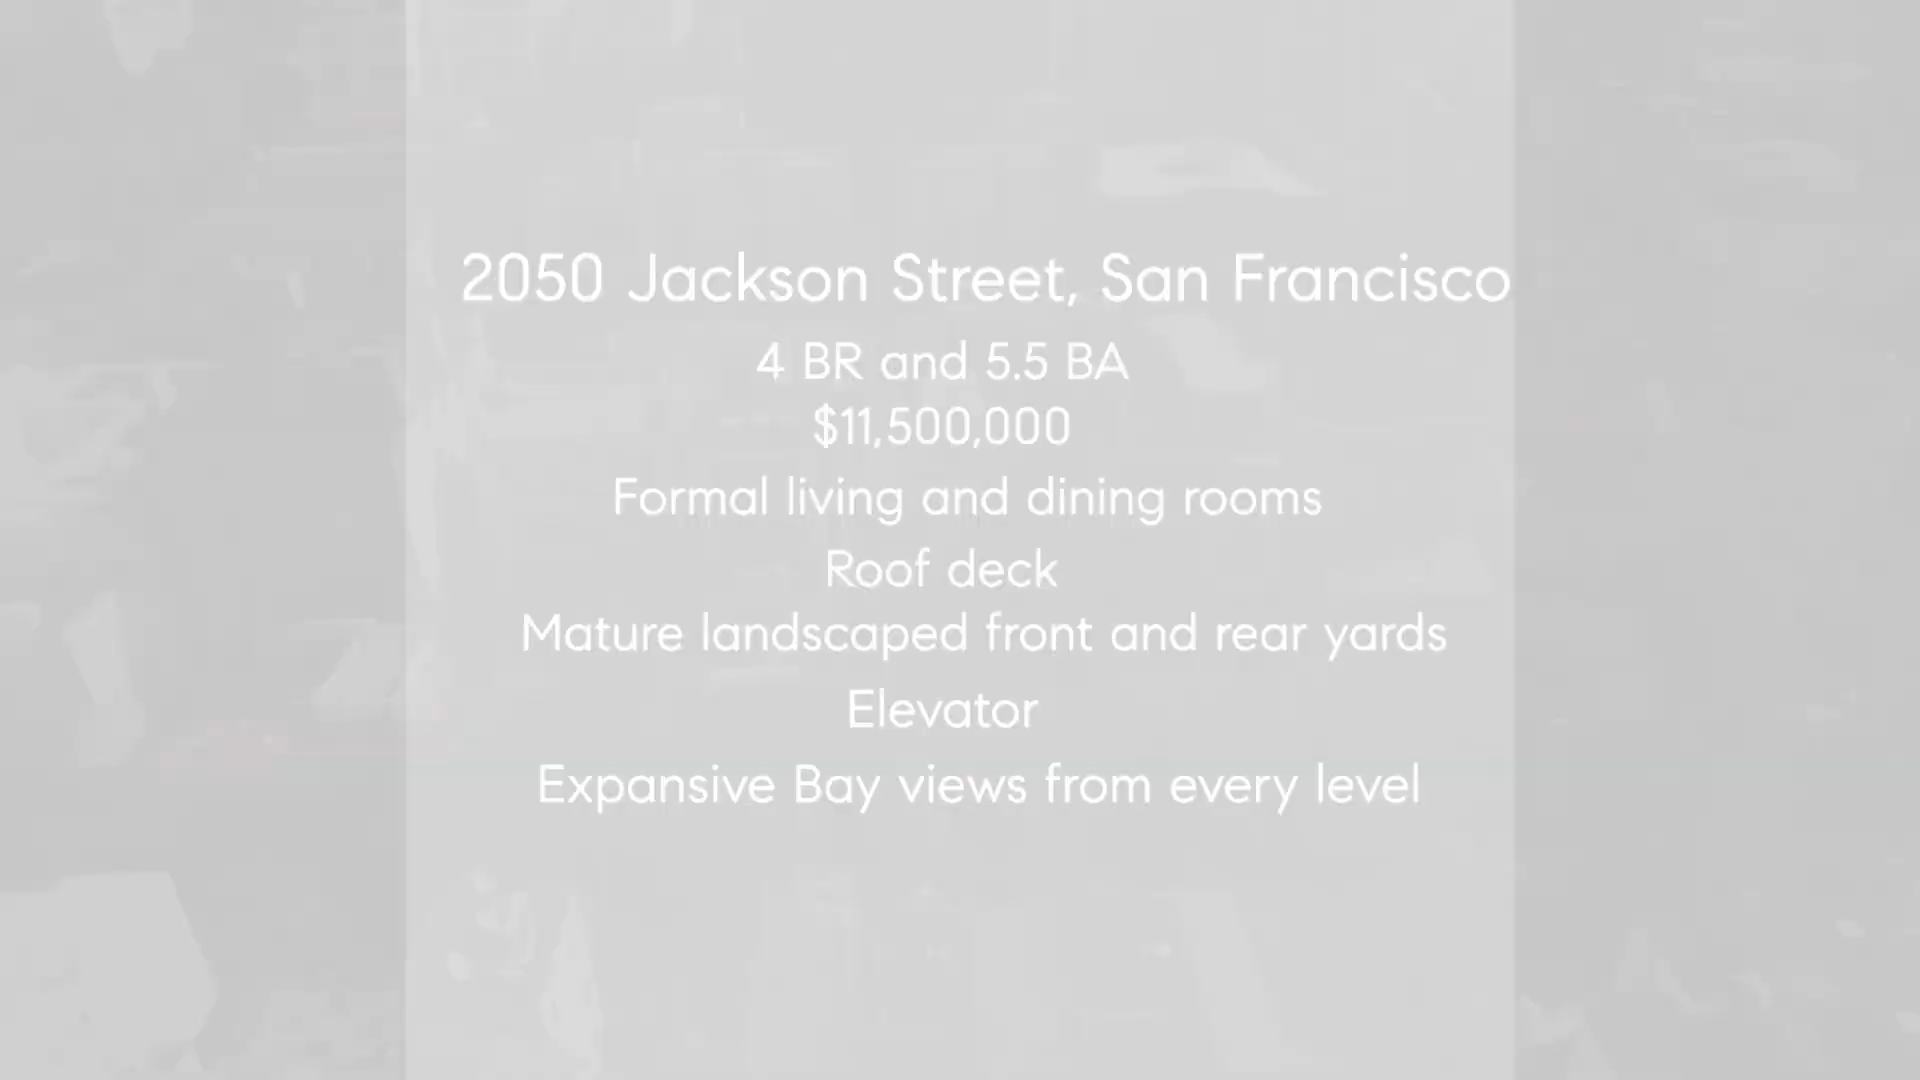 2050 Jackson Street, San Francisco
4 BR and 5.5 BA
$11,500,000
Formal living and dining rooms
Roof deck
Mature landscaped front and rear yards
Elevator
Expansive Bay views from every level